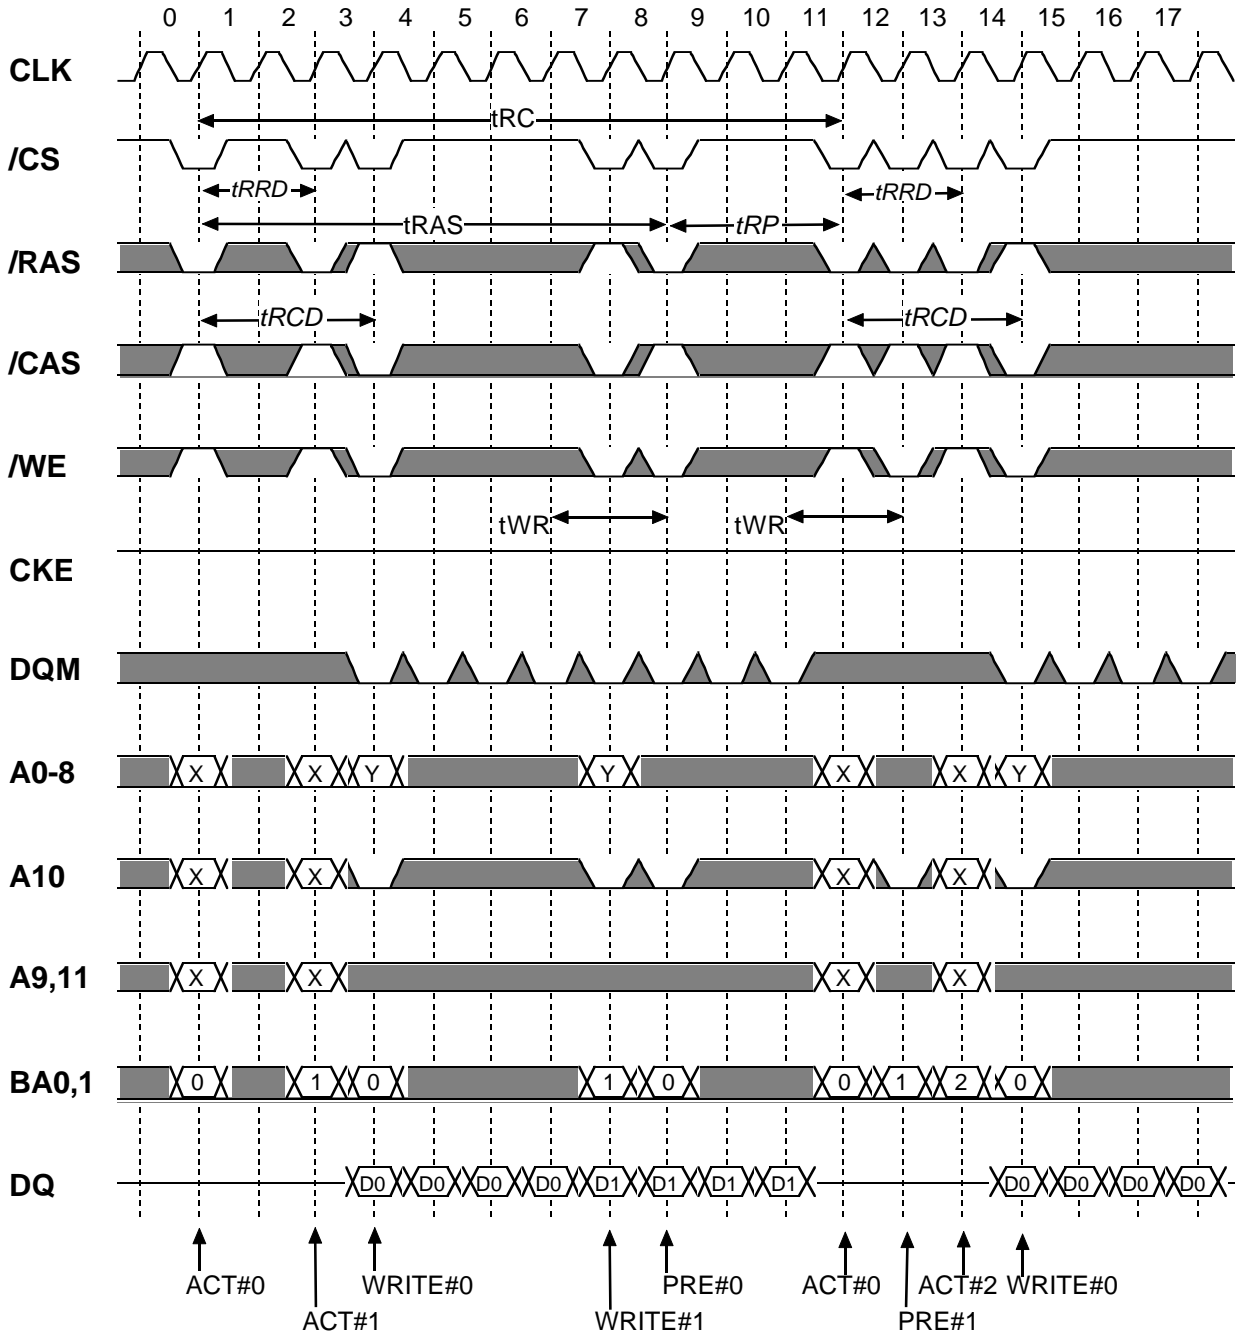 0 1 2 3 4 5 6 7 8 9 10 11 12 13 14 15 16 17
CLK
tRC
/CS
tRRD tRRD
tRAS tRP
/RAS
tRCD tRCD
/CAS
/WE
tWR tWR
CKE
DQM
A0-8 X X Y Y X X Y
A10 X X X X
A9,11 X X X X
BA0,1 0 1 0 1 0 0 1 2 0
DQ D0 D0 D0 D0 D1 D1 D1 D1 D0 D0 D0 D0
ACT#0 WRITE#0 PRE#0 ACT#0 ACT#2 WRITE#0
ACT#1 WRITE#1 PRE#1